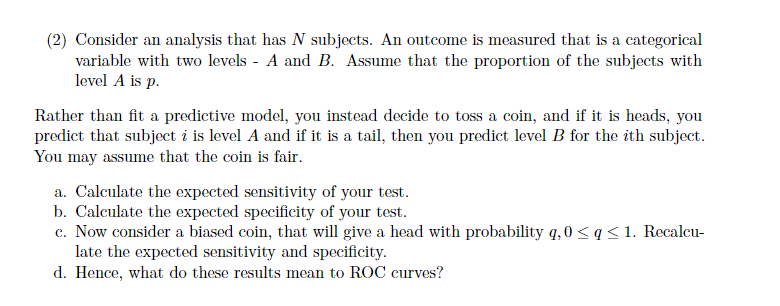 (2) Consider an analysis that has N subjects. An outcome is measured that is a categorical
variable with two levels - A and B. Assume that the proportion of the subjects with
level A is p.
Rather than fit a predictive model, you instead decide to toss a coin, and if it is heads, you
predict that subject i is level A and if it is a tail, then you predict level B for the ith subject.
You may assume that the coin is fair.
a. Calculate the expected sensitivity of your test.
b. Calculate the expected specificity of your test.
c. Now consider a biased coin, that will give a head with probability q, 0 ≤ q ≤ 1. Recalcu-
late the expected sensitivity and specificity.
d. Hence, what do these results mean to ROC curves?